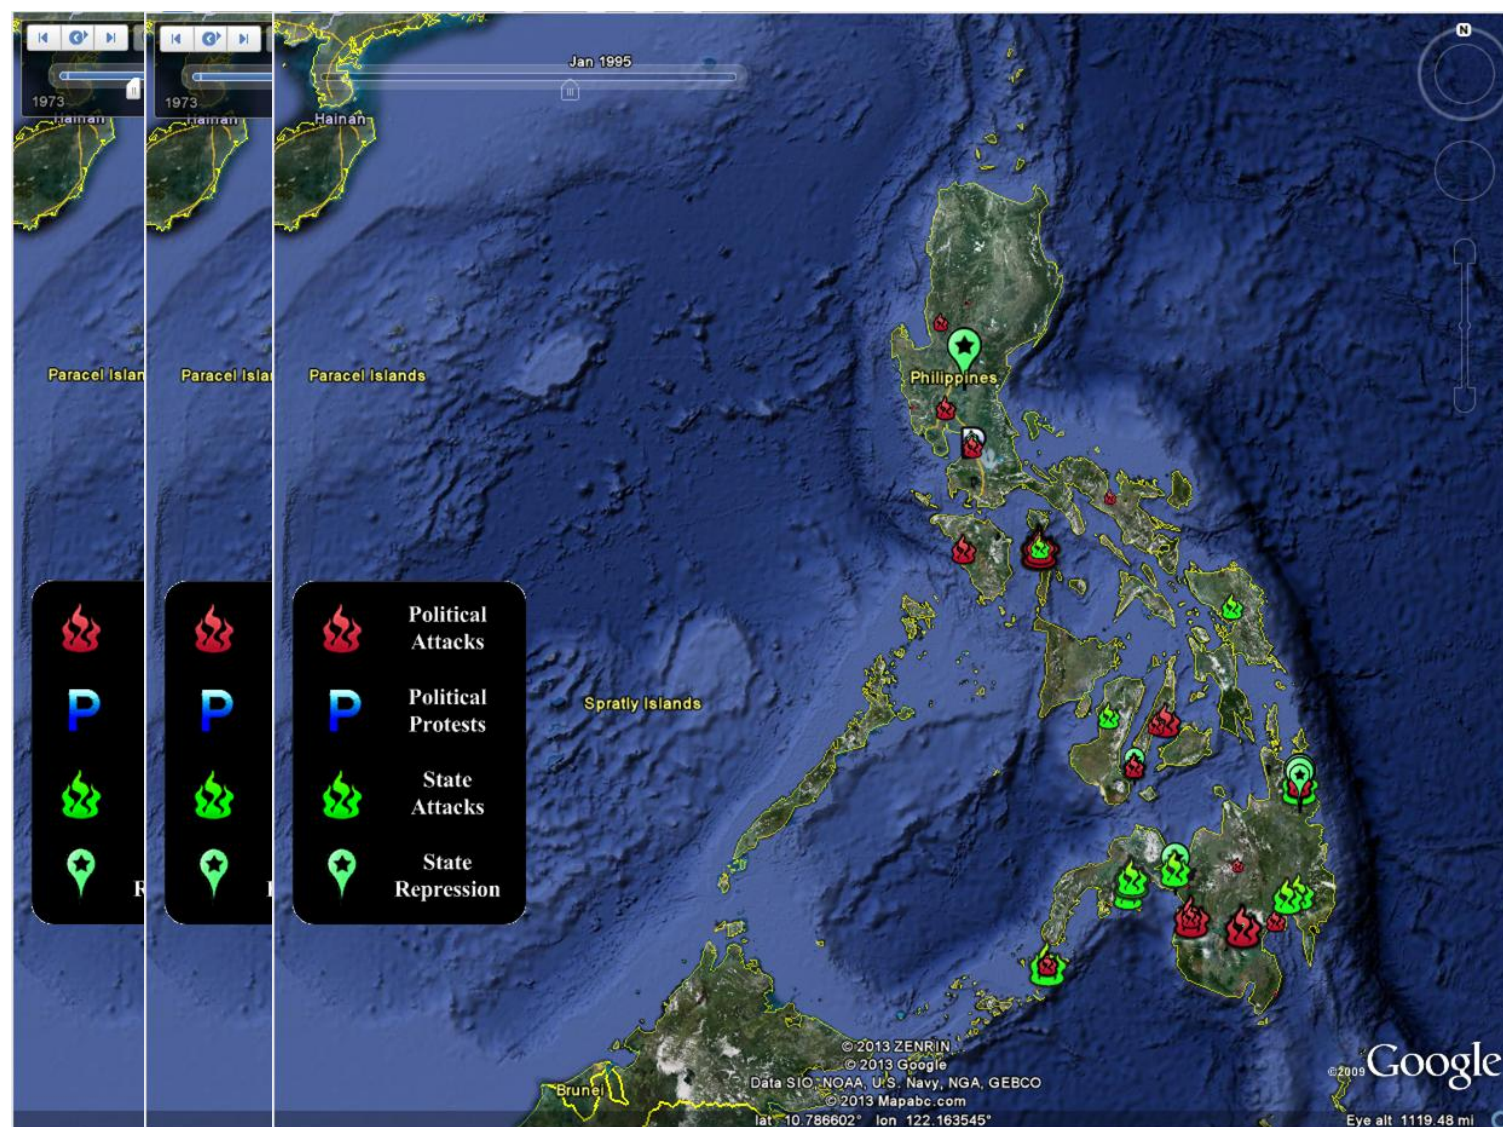 1973
Hainan
Paracel Islan
1973
Hainan
Paracel Islar
Jan 1995
Hainan
N
Paracel Islands
Philippines
Spratly Islands
R
P
P
P
Political
Attacks
Political
Protests
State
Attacks
State
Repression
Brunei
© 2013 ZENRIN
© 2013 Google
Data SIO, NOAA, U.S. Navy, NGA, GEBCO
© 2013 Mapabc.com
©2009 Google
lat 10.786602° lon 122.163545°
Eye alt 1119.48 mi